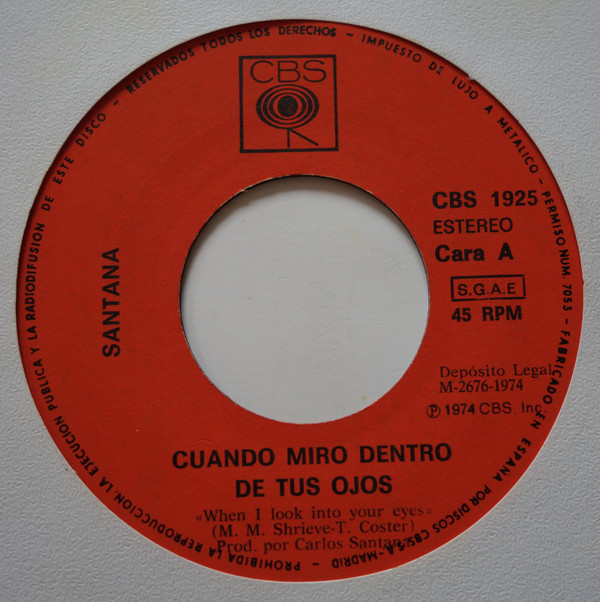 RESERVADOS TODOS LOS DERECHOS - IMPUESTO DE LUJO A METALICO - PERMISO NUM. 7053 - FABRICADO EN ESPAÑA POR DISCOS CBS-S.A.-MADRID - PROHIBIDA LA REPRODUCCION, LA EJECUCION PUBLICA Y LA RADIODIFUSION DE ESTE DISCO -
CBS
CBS 1925
ESTEREO
Cara A
S.G.A.E
45 RPM
SANTANA
Depósito Legal
M-2676-1974
Ⓟ 1974 CBS, Inc.
CUANDO MIRO DENTRO
DE TUS OJOS
«When I look into your eyes»
(M. M. Shrieve-T. Coster)
Prod. por Carlos Santana